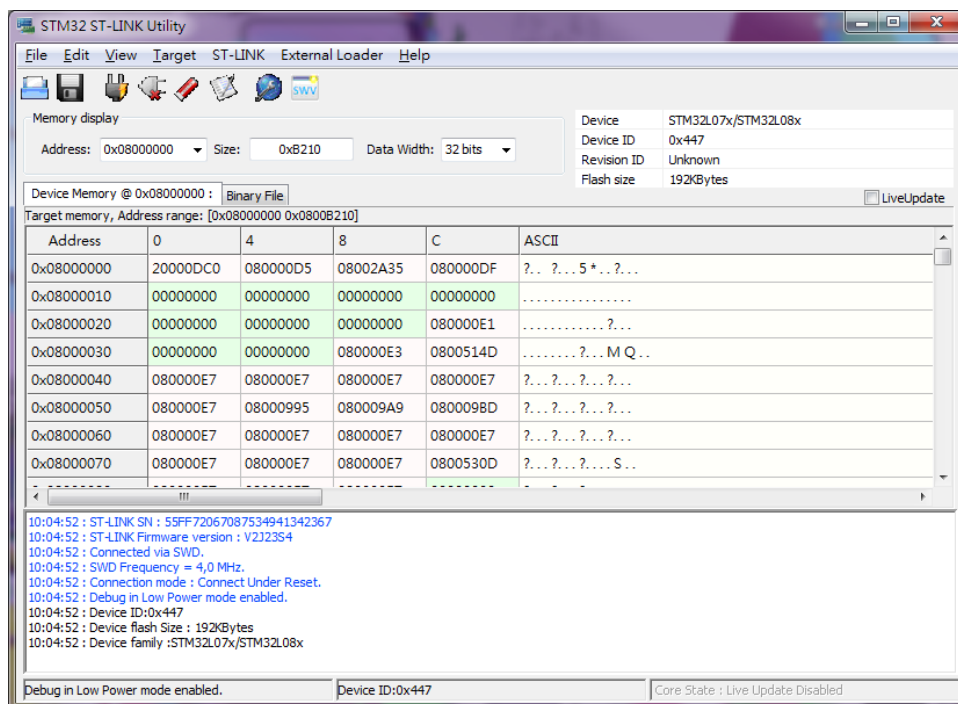 STM32 ST-LINK Utility
File Edit View Target ST-LINK External Loader Help
SWV
Memory display
Address: 0x08000000 Size: 0xB210 Data Width: 32 bits
Device STM32L07x/STM32L08x
Device ID 0x447
Revision ID Unknown
Flash size 192KBytes
Device Memory @ 0x08000000 : Binary File
LiveUpdate
Target memory, Address range: [0x08000000 0x0800B210]
Address 0 4 8 C ASCII
0x08000000 20000DC0 080000D5 08002A35 080000DF ?.. ?...5*..?...
0x08000010 00000000 00000000 00000000 00000000 ................
0x08000020 00000000 00000000 00000000 080000E1 ............?...
0x08000030 00000000 00000000 080000E3 0800514D ........?...MQ..
0x08000040 080000E7 080000E7 080000E7 080000E7 ?...?...?...?...
0x08000050 080000E7 08000995 080009A9 080009BD ?...?...?...?...
0x08000060 080000E7 080000E7 080000E7 080000E7 ?...?...?...?...
0x08000070 080000E7 080000E7 080000E7 0800530D ?...?...?....S..
10:04:52 : ST-LINK SN : 55FF72067087534941342367
10:04:52 : ST-LINK Firmware version : V2J23S4
10:04:52 : Connected via SWD.
10:04:52 : SWD Frequency = 4,0 MHz.
10:04:52 : Connection mode : Connect Under Reset.
10:04:52 : Debug in Low Power mode enabled.
10:04:52 : Device ID:0x447
10:04:52 : Device flash Size : 192KBytes
10:04:52 : Device family :STM32L07x/STM32L08x
Debug in Low Power mode enabled. Device ID:0x447 Core State : Live Update Disabled